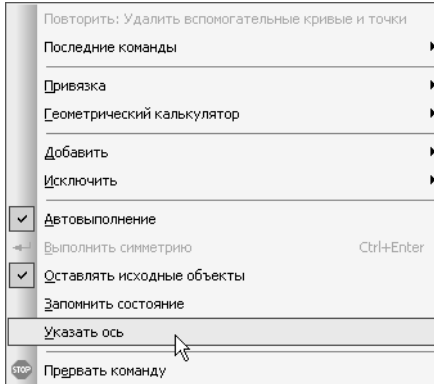 Повторить: Удалить вспомогательные кривые и точки
Последние команды
Привязка
Геометрический калькулятор
Добавить
Исключить
Автовыполнение
Выполнить симметрию Ctrl+Enter
Оставлять исходные объекты
Запомнить состояние
Указать ось
STOP Прервать команду